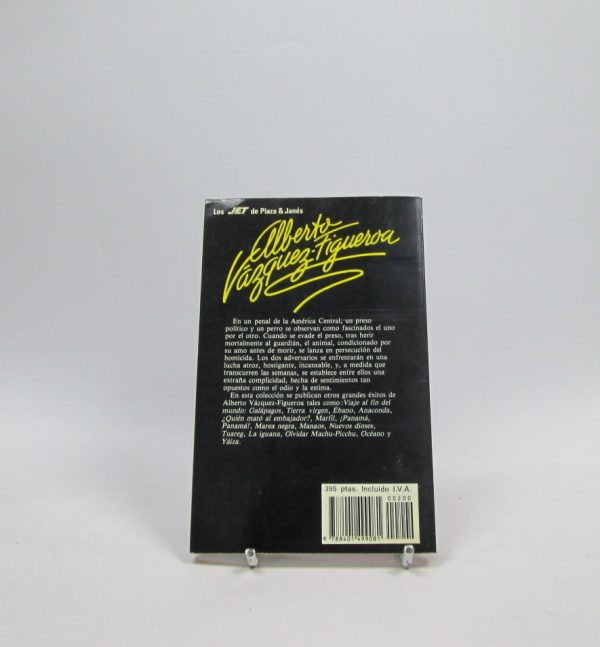 Los JET de Plaza & Janés
Alberto
Vázquez-Figueroa
En un penal de la América Central, un preso
político y un perro se observan como fascinados el uno
por el otro. Cuando se evade el preso, tras herir
mortalmente al guardián, el animal, condicionado por
su amo antes de morir, se lanza en persecución del
homicida. Los dos adversarios se enfrentarán en una
lucha atroz, hostigante, incansable, y, a medida que
transcurren las semanas, se establece entre ellos una
extraña complicidad, hecha de sentimientos tan
opuestos como el odio y la estima.
En esta colección se publican otros grandes éxitos de
Alberto Vázquez-Figueroa tales como: Viaje al fin del
mundo: Galápagos, Tierra virgen, Ébano, Anaconda,
¿Quién mató al embajador?, Marfil, ¡Panamá,
Panamá!, Marea negra, Manaos, Nuevos dioses,
Tuareg, La iguana, Olvidar Machu-Picchu, Océano y
Yáiza.
395 ptas. Incluido I.V.A.
00200
9 788401 499081